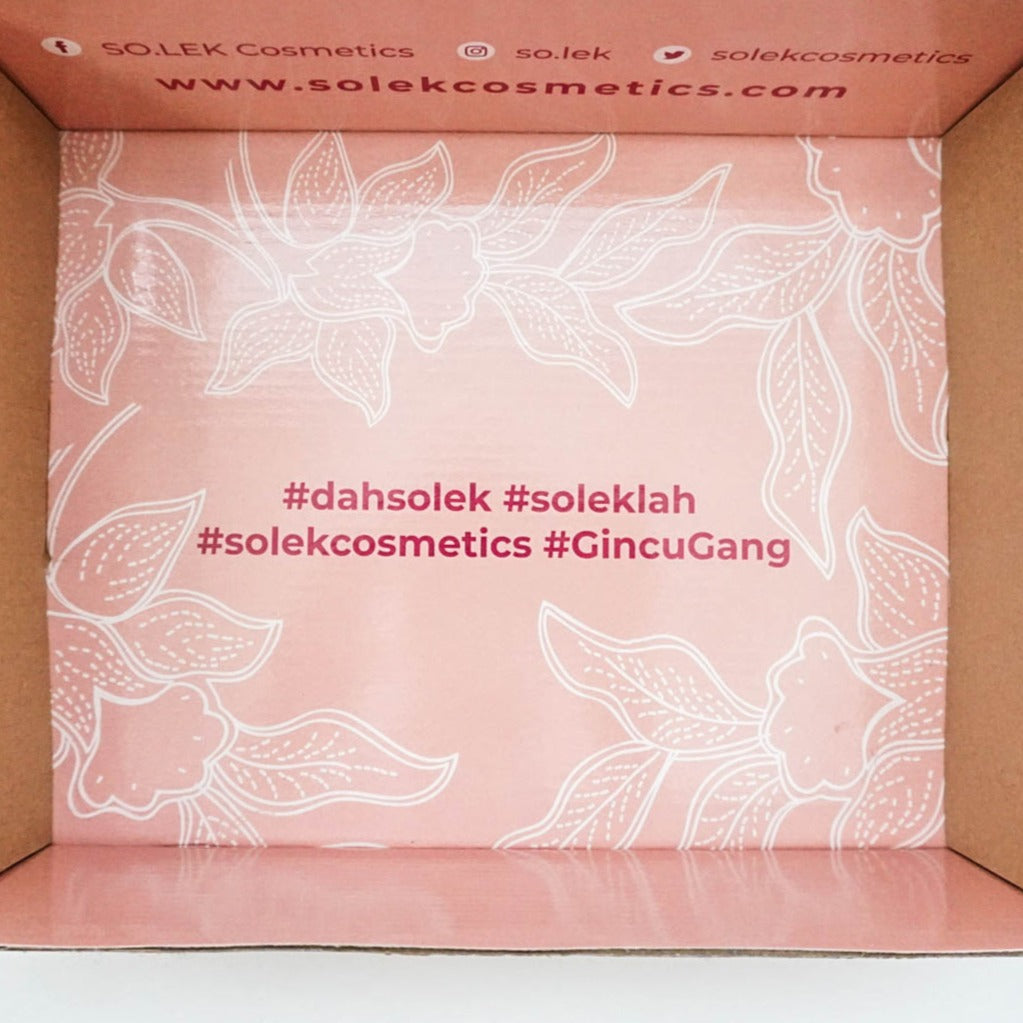 SO.LEK Cosmetics so.lek solekcosmetics
www.solekcosmetics.com
#dahsolek #soleklah
#solekcosmetics #GincuGang